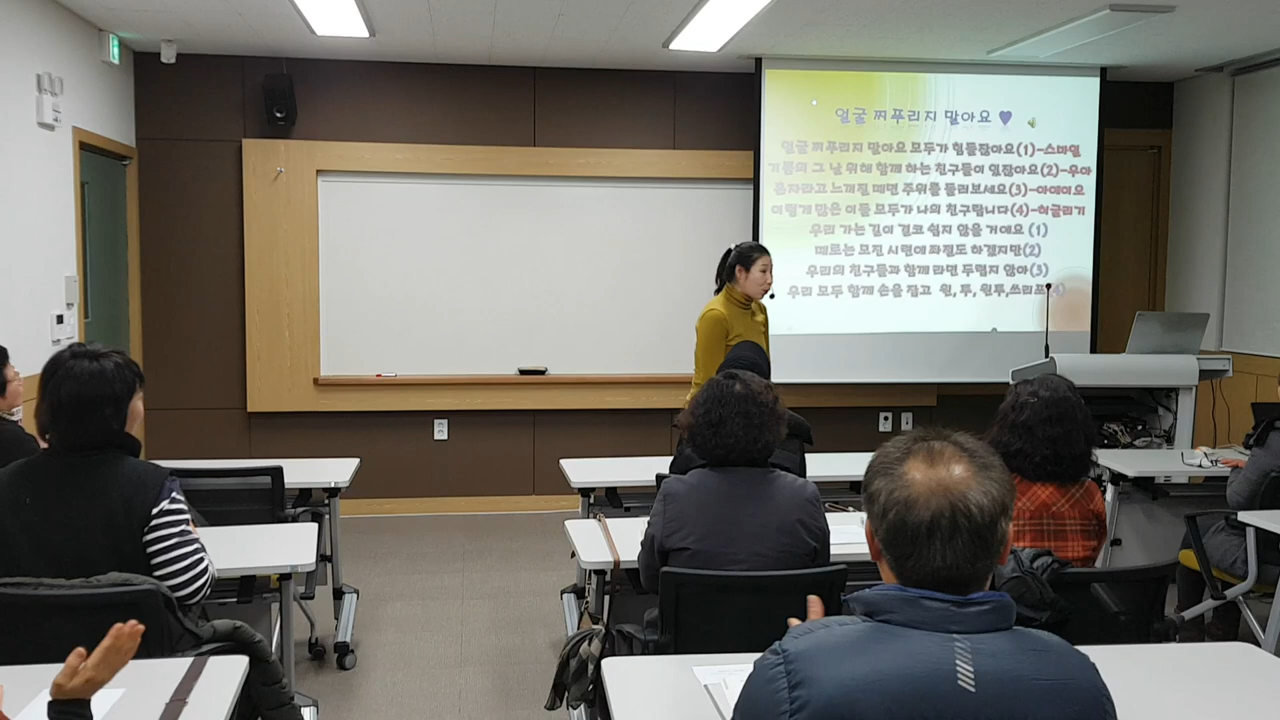 얼굴 찌푸리지 말아요 ♥
얼굴 찌푸리지 말아요 모두가 힘들잖아요(1)-스마일
기쁨의 그 날 위해 함께 하는 친구들이 있잖아요(2)-우아
혼자라고 느껴질 때면 주위를 둘러보세요(3)-아에이오
이렇게 많은 이들 모두가 나의 친구랍니다(4)-허글리기
우리 가는 길이 결코 쉽지 않을 거예요 (1)
때로는 모진 시련에 좌절도 하겠지만(2)
우리의 친구들과 함께 라면 두렵지 않아(3)
우리 모두 함께 손을 잡고 원, 투, 원투,쓰리포(4)